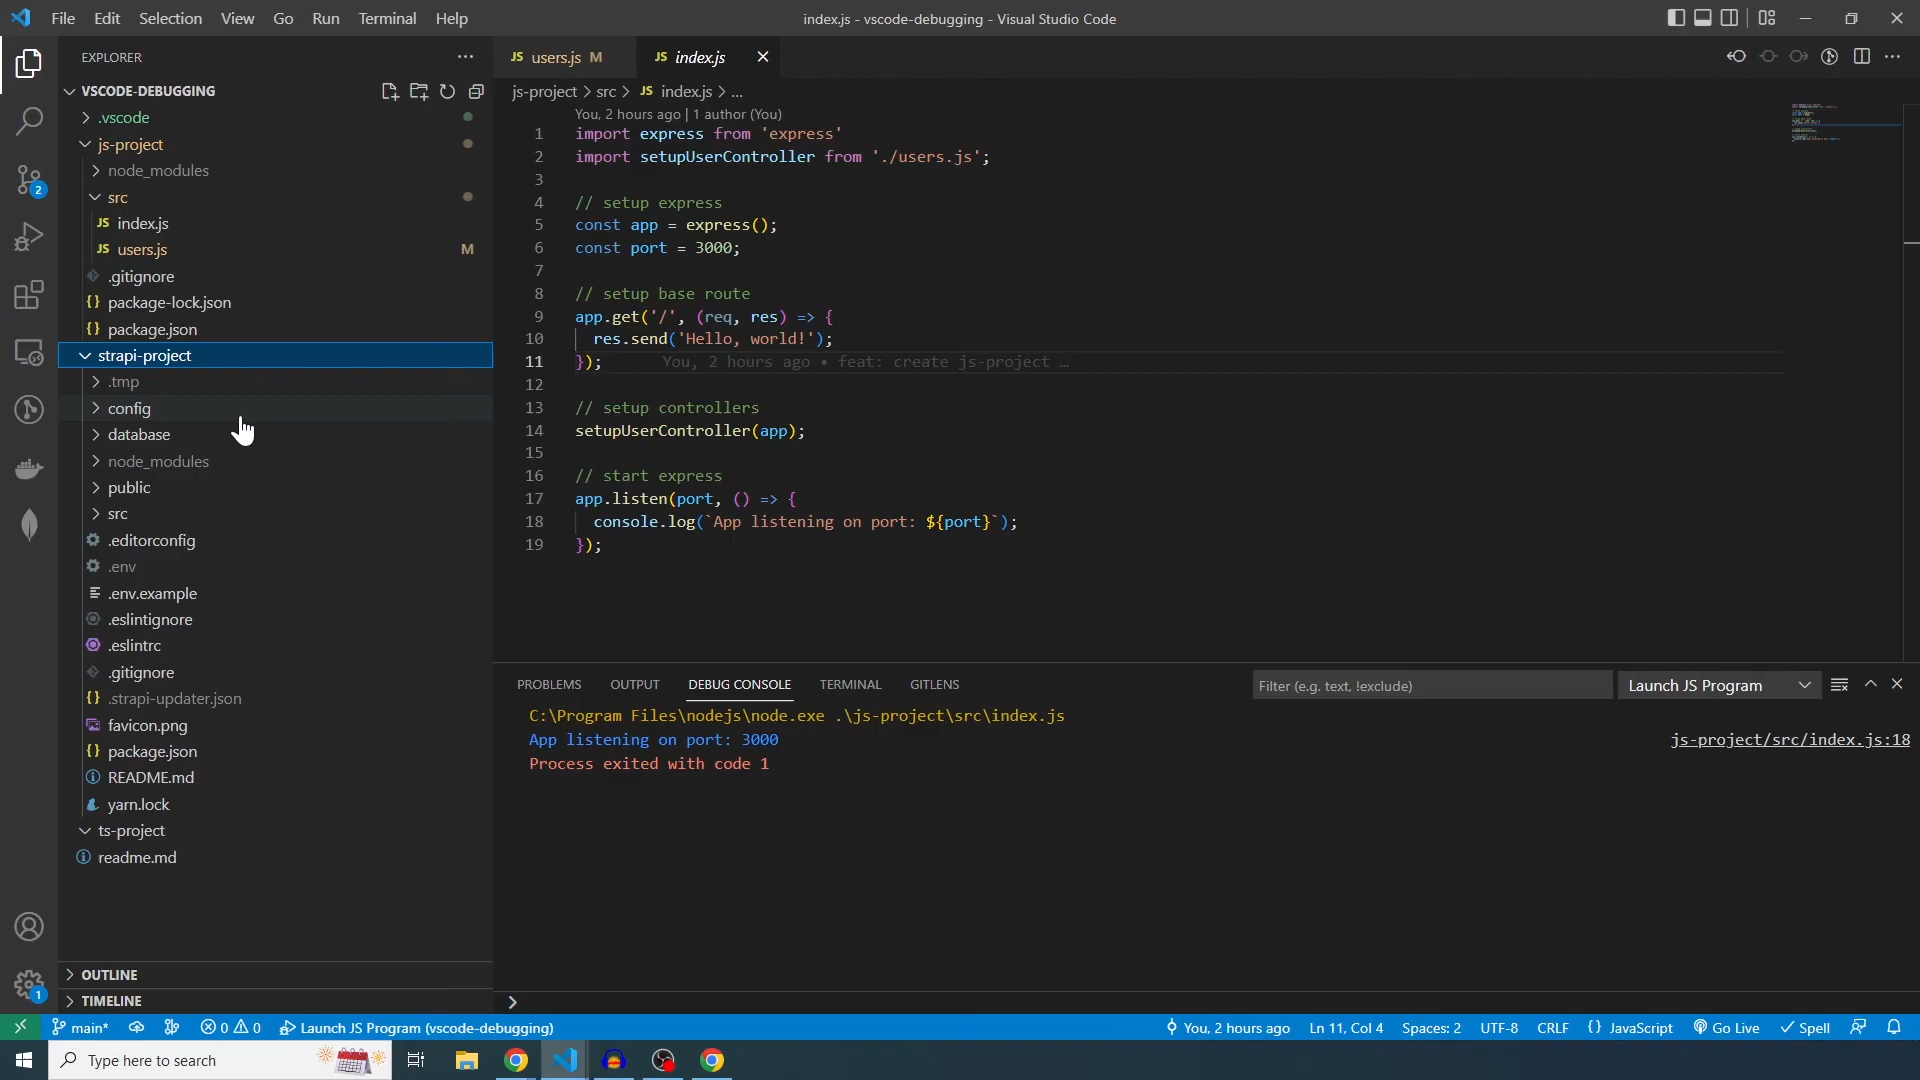 File Edit Selection View Go Run Terminal Help
index.js - vscode-debugging - Visual Studio Code
EXPLORER
VSCODE-DEBUGGING
.vscode
js-project
node_modules
src
JS index.js
JS users.js M
.gitignore
{} package-lock.json
{} package.json
strapi-project
.tmp
config
database
node_modules
public
src
.editorconfig
.env
.env.example
.eslintignore
.eslintrc
.gitignore
{} .strapi-updater.json
favicon.png
{} package.json
README.md
yarn.lock
ts-project
readme.md
OUTLINE
TIMELINE
2
1
JS users.js M
JS index.js
js-project > src > JS index.js > ...
You, 2 hours ago | 1 author (You)
1 import express from 'express'
2 import setupUserController from './users.js';
3
4 // setup express
5 const app = express();
6 const port = 3000;
7
8 // setup base route
9 app.get('/', (req, res) => {
10 res.send('Hello, world!');
11 }); You, 2 hours ago • feat: create js-project …
12
13 // setup controllers
14 setupUserController(app);
15
16 // start express
17 app.listen(port, () => {
18 console.log(`App listening on port: ${port}`);
19 });
PROBLEMS OUTPUT DEBUG CONSOLE TERMINAL GITLENS
Filter (e.g. text, !exclude)
Launch JS Program
C:\Program Files\nodejs\node.exe .\js-project\src\index.js
App listening on port: 3000
js-project/src/index.js:18
Process exited with code 1
main* 0 0 Launch JS Program (vscode-debugging)
You, 2 hours ago Ln 11, Col 4 Spaces: 2 UTF-8 CRLF {} JavaScript Go Live Spell
Type here to search